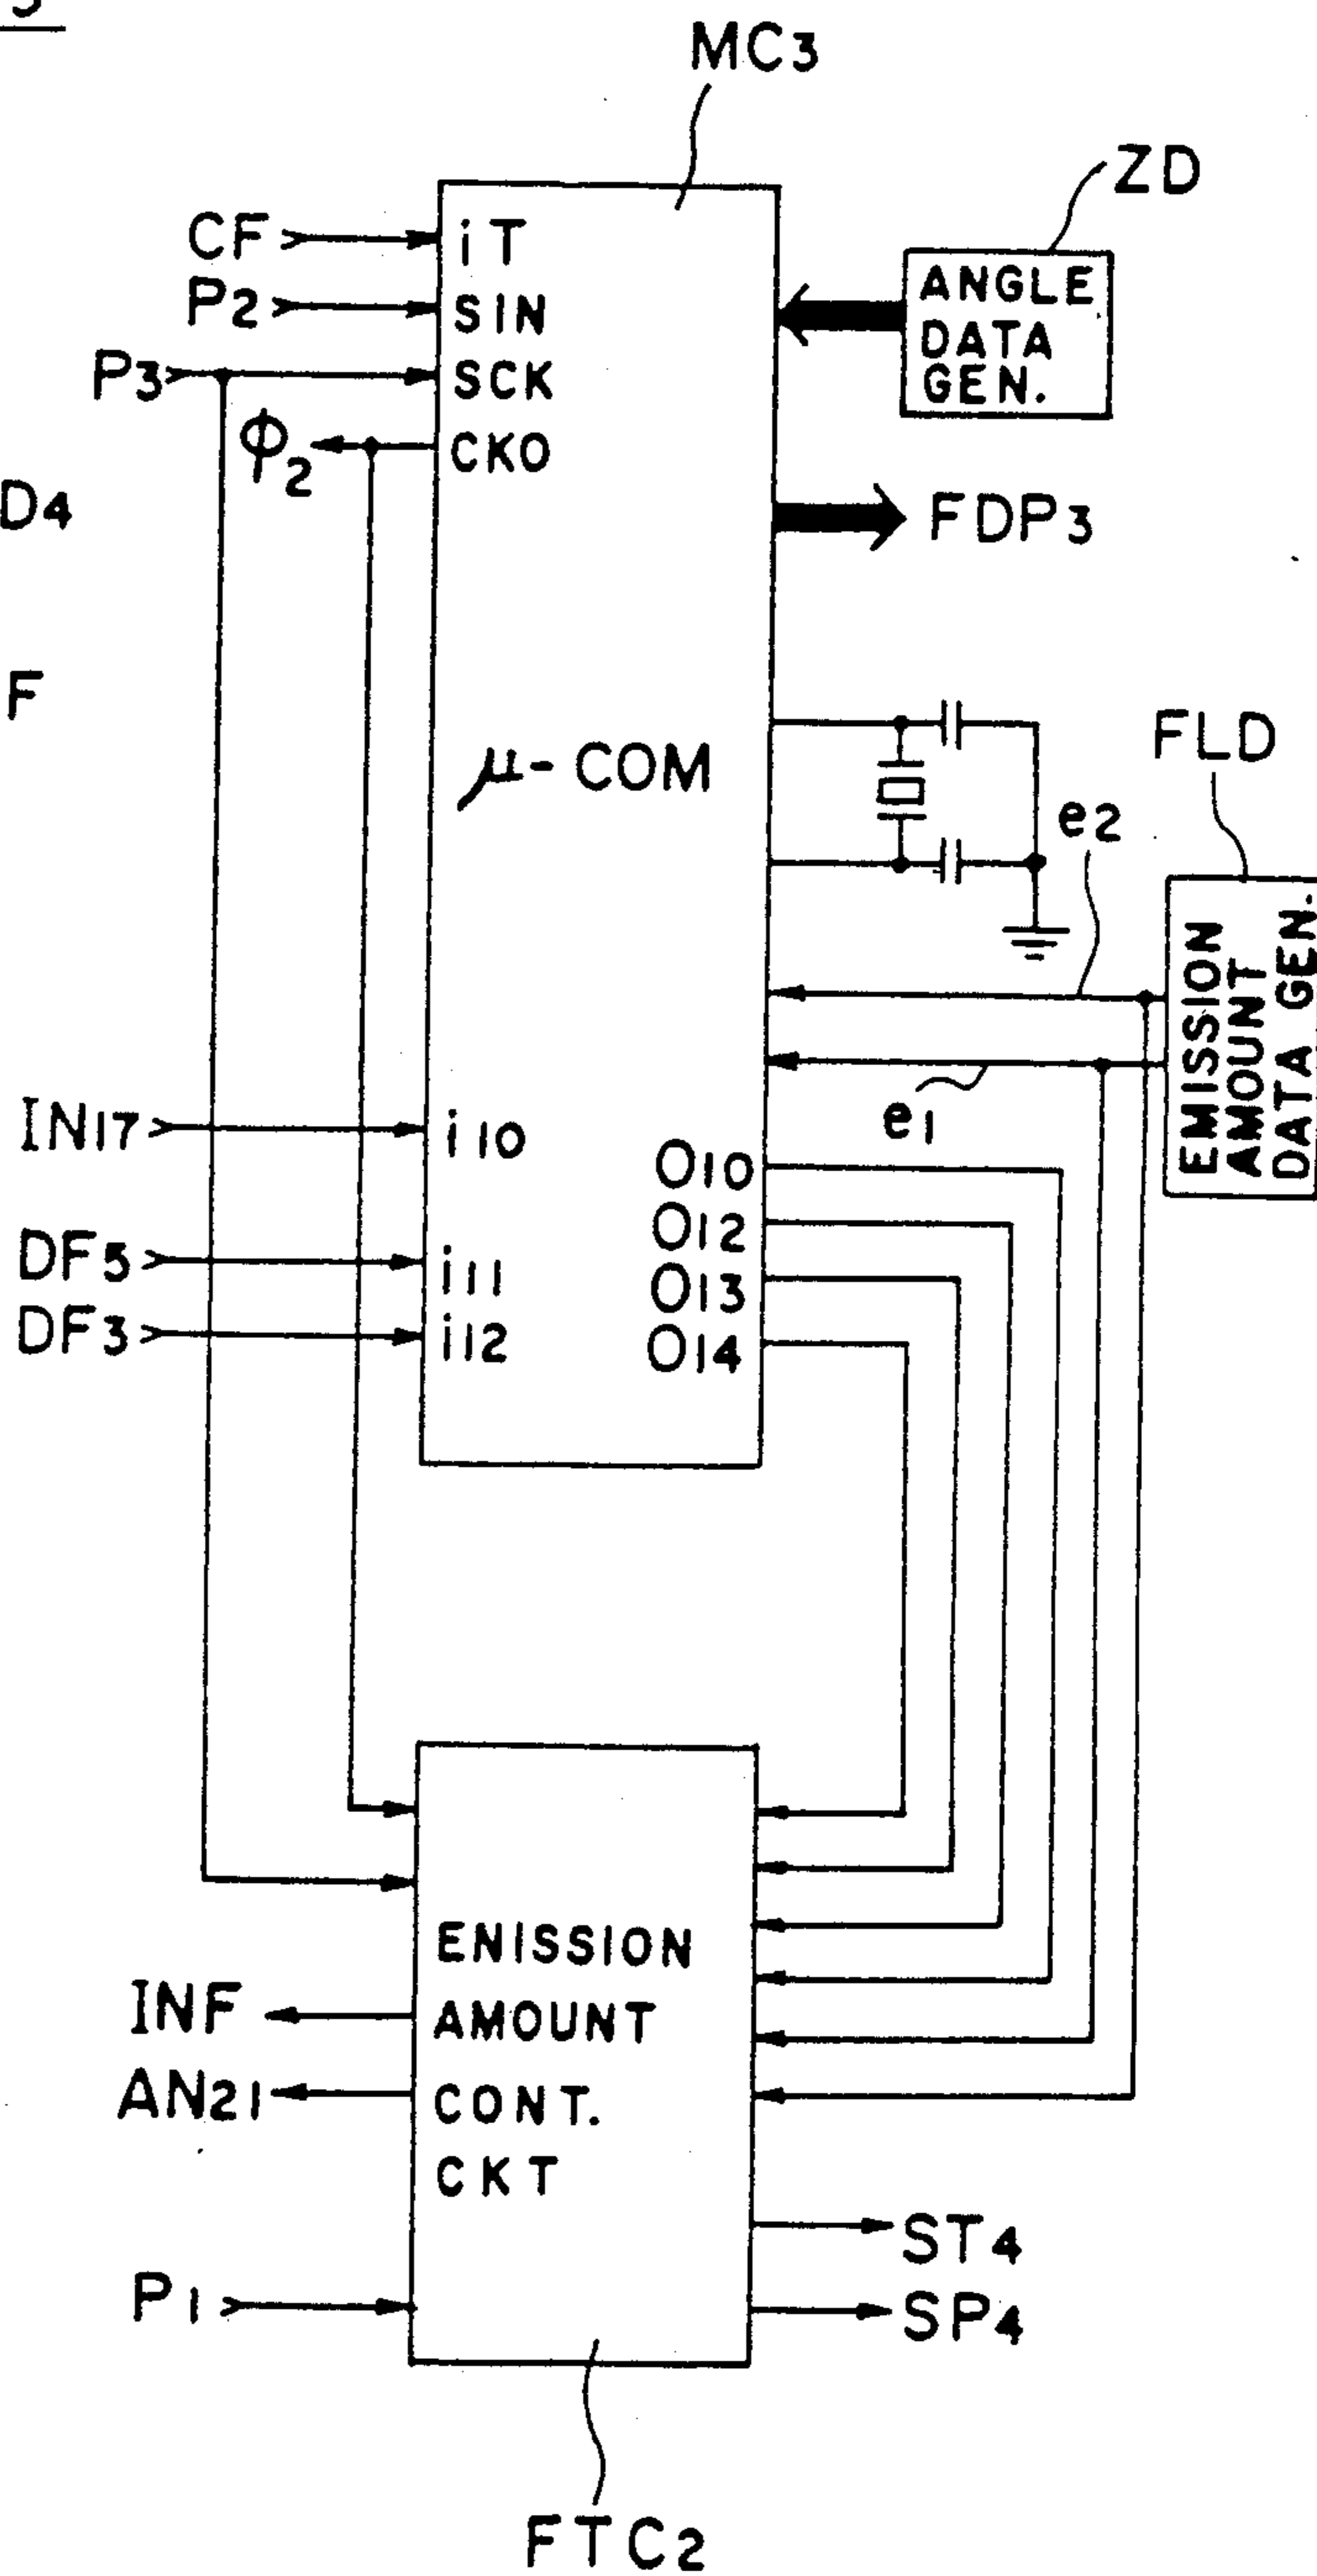 MC3
ZD
CF
iT
P2
SIN
P3
SCK
ϕ2
CKO
ANGLE
DATA
GEN.
D4
FDP3
F
μ-COM
FLD
e2
EMISSION
AMOUNT
DATA GEN.
e1
IN17
i10
O10
O12
DF5
i11
O13
DF3
i12
O14
ENISSION
AMOUNT
CONT.
CKT
INF
AN21
ST4
P1
SP4
FTC2